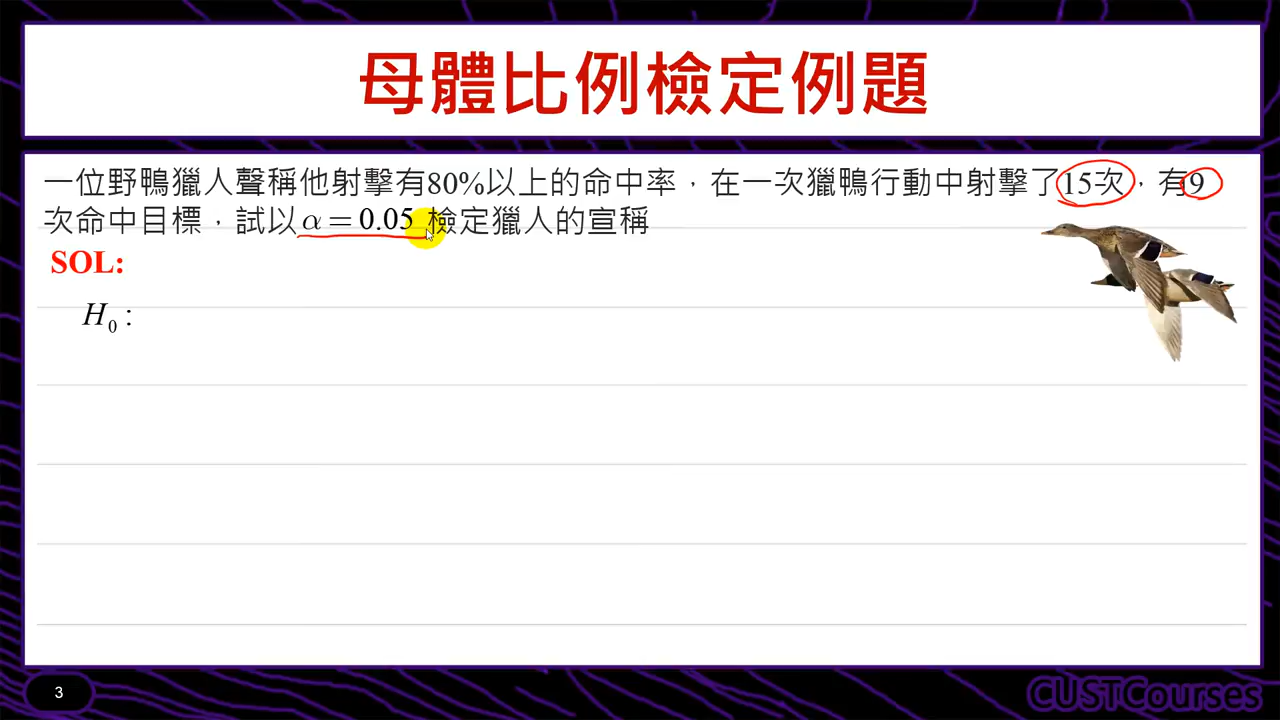 母體比例檢定例題
一位野鴨獵人聲稱他射擊有80%以上的命中率，在一次獵鴨行動中射擊了15次，有9
次命中目標，試以 α = 0.05 檢定獵人的宣稱
SOL:
H₀ :
3
CUSTCourses